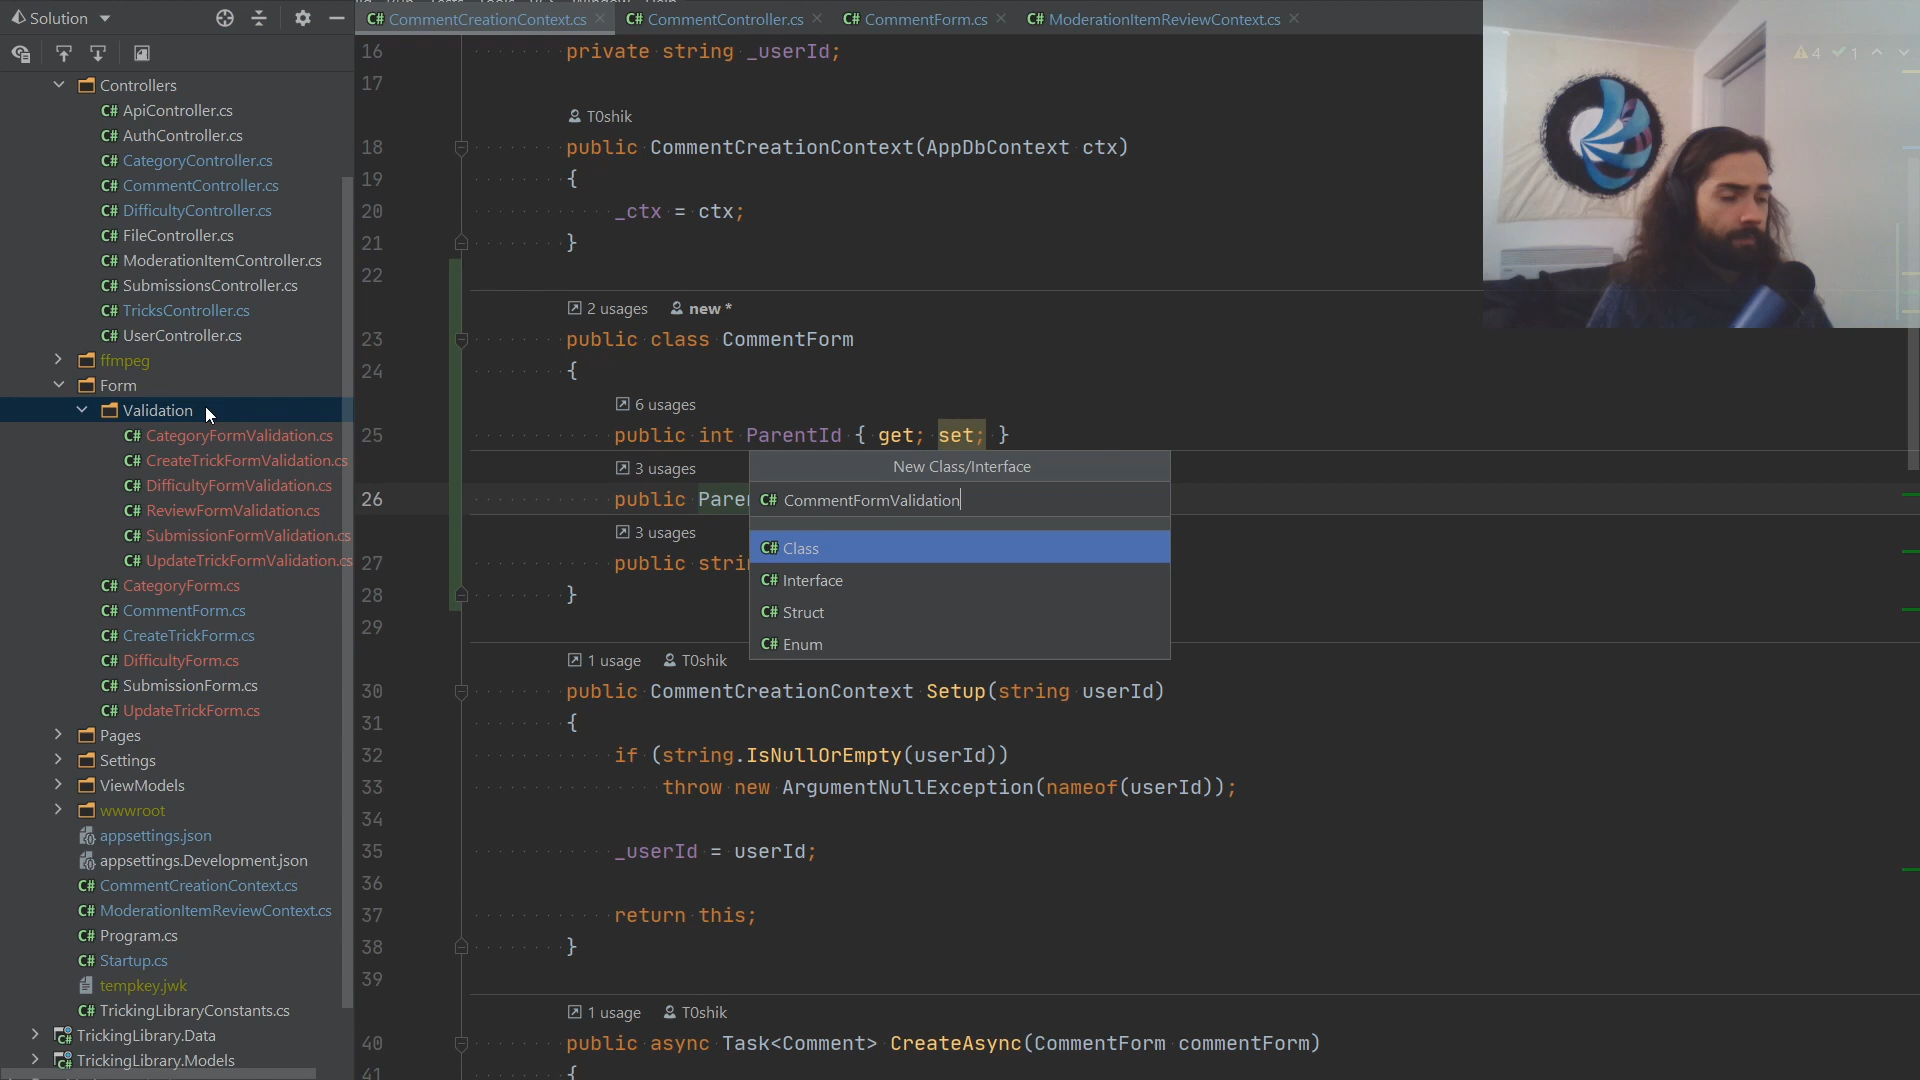 Solution
Controllers
C# ApiController.cs
C# AuthController.cs
C# CategoryController.cs
C# CommentController.cs
C# DifficultyController.cs
C# FileController.cs
C# ModerationItemController.cs
C# SubmissionsController.cs
C# TricksController.cs
C# UserController.cs
ffmpeg
Form
Validation
C# CategoryFormValidation.cs
C# CreateTrickFormValidation.cs
C# DifficultyFormValidation.cs
C# ReviewFormValidation.cs
C# SubmissionFormValidation.cs
C# UpdateTrickFormValidation.cs
C# CategoryForm.cs
C# CommentForm.cs
C# CreateTrickForm.cs
C# DifficultyForm.cs
C# SubmissionForm.cs
C# UpdateTrickForm.cs
Pages
Settings
ViewModels
wwwroot
appsettings.json
appsettings.Development.json
C# CommentCreationContext.cs
C# ModerationItemReviewContext.cs
C# Program.cs
C# Startup.cs
tempkey.jwk
C# TrickingLibraryConstants.cs
C# TrickingLibrary.Data
C# TrickingLibrary.Models
C# CommentCreationContext.cs C# CommentController.cs C# CommentForm.cs C# ModerationItemReviewContext.cs
4 1
16 private string _userId;
17
T0shik
18 public CommentCreationContext(AppDbContext ctx)
19 {
20 _ctx = ctx;
21 }
22
2 usages new *
23 public class CommentForm
24 {
6 usages
25 public int ParentId { get; set; }
3 usages
26 public Paren
3 usages
27 public strin
28 }
29
New Class/Interface
C# CommentFormValidation
C# Class
C# Interface
C# Struct
C# Enum
1 usage T0shik
30 public CommentCreationContext Setup(string userId)
31 {
32 if (string.IsNullOrEmpty(userId))
33 throw new ArgumentNullException(nameof(userId));
34
35 _userId = userId;
36
37 return this;
38 }
39
1 usage T0shik
40 public async Task<Comment> CreateAsync(CommentForm commentForm)
41 {